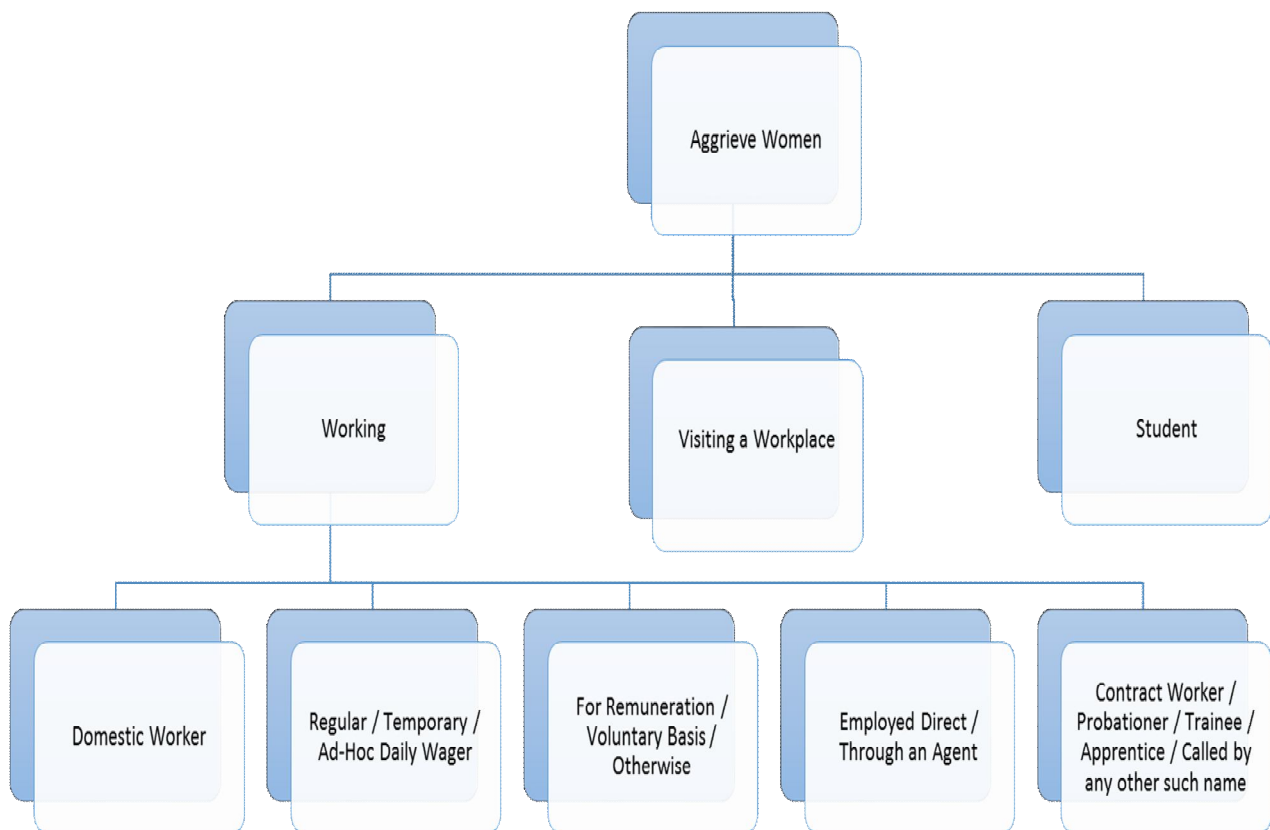 Aggrieve Women
Working
Visiting a Workplace
Student
Domestic Worker
Regular / Temporary /
Ad-Hoc Daily Wager
For Remuneration /
Voluntary Basis /
Otherwise
Employed Direct /
Through an Agent
Contract Worker /
Probationer / Trainee /
Apprentice / Called by
any other such name